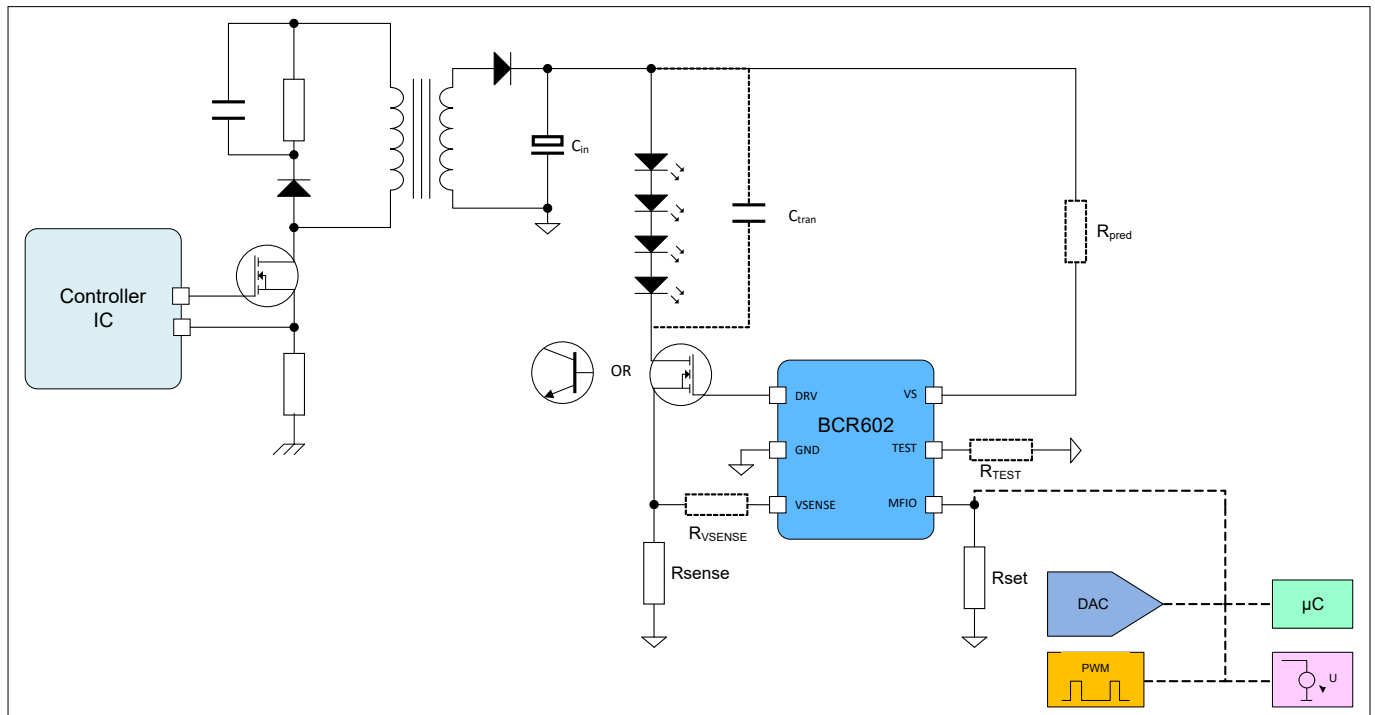 Cin
Ctran
Rpred
Controller
IC
OR
DRV
VS
BCR602
GND
TEST
RTEST
VSENSE
MFIO
RVSENSE
Rsense
Rset
DAC
µC
PWM
U